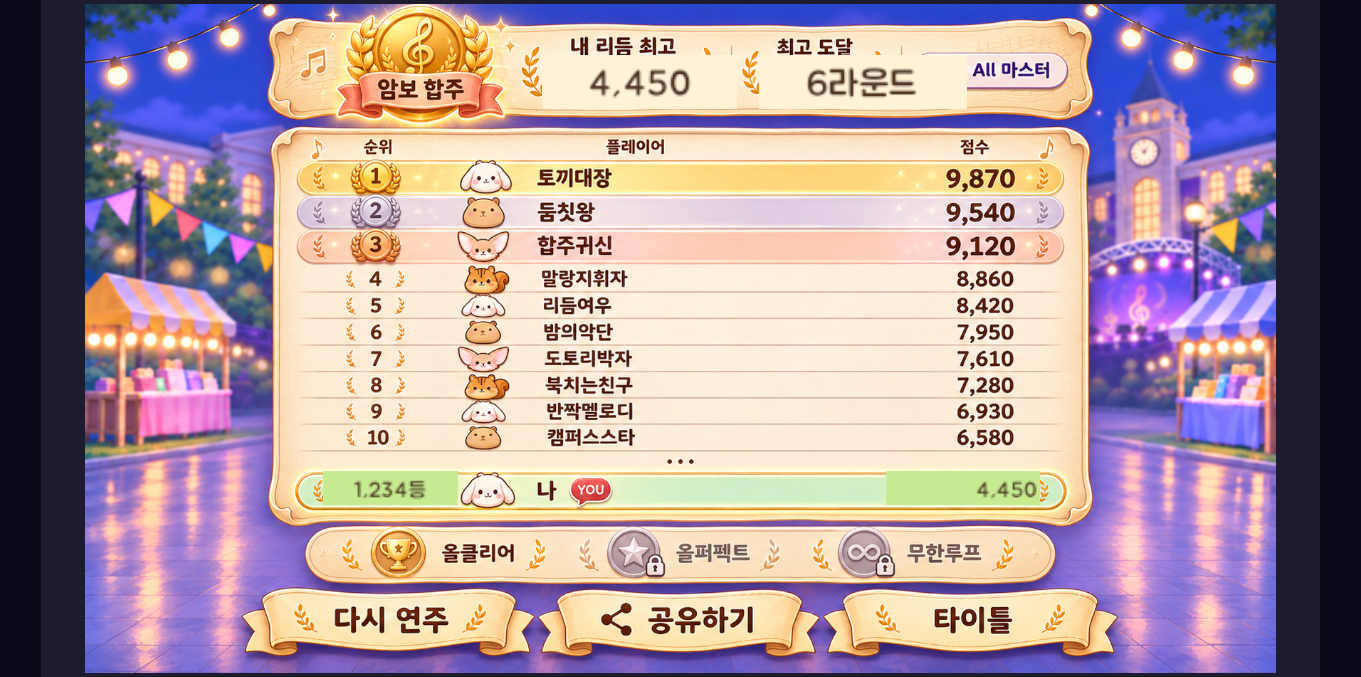 암보 합주
내 리듬 최고
4,450
최고 도달
6라운드
All 마스터
순위 플레이어 점수
1 토끼대장 9,870
2 둠칫왕 9,540
3 합주귀신 9,120
4 말랑지휘자 8,860
5 리듬여우 8,420
6 밤의악단 7,950
7 도토리박자 7,610
8 북치는친구 7,280
9 반짝멜로디 6,930
10 캠퍼스스타 6,580
•••
1,234등 나 YOU 4,450
올클리어 올퍼펙트 무한루프
다시 연주 공유하기 타이틀